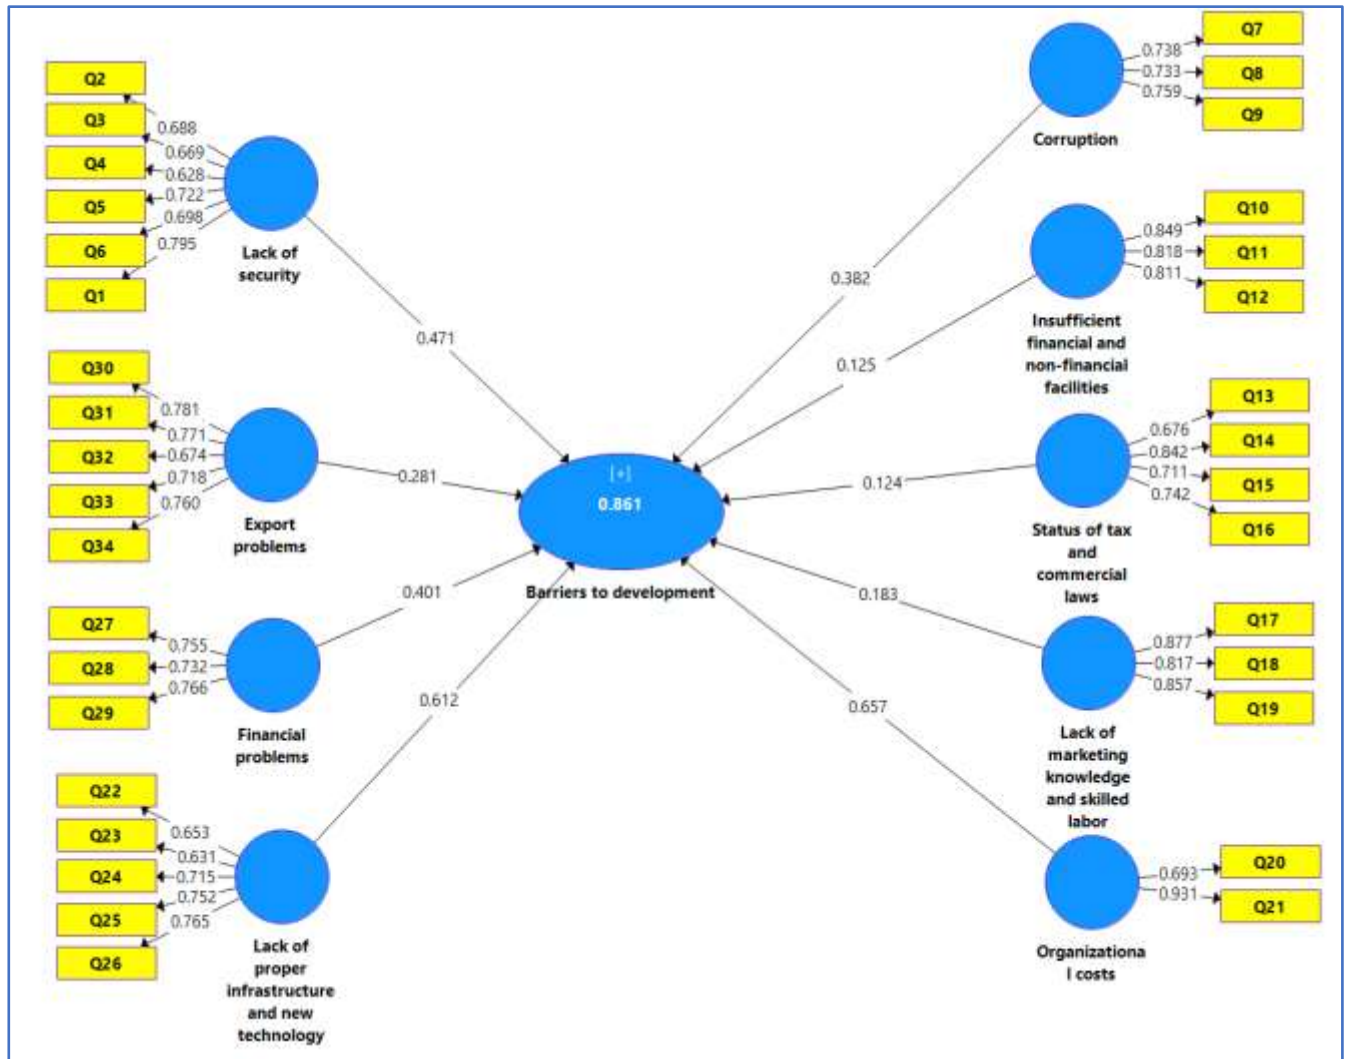 Q2
Q3
Q4
Q5
Q6
Q1
0.688
0.669
0.628
0.722
0.698
0.795
Lack of
security
0.471
Q30
Q31
Q32
Q33
Q34
0.781
0.771
0.674
0.718
0.760
Export
problems
0.281
Q27
Q28
Q29
0.755
0.732
0.766
Financial
problems
0.401
Q22
Q23
Q24
Q25
Q26
0.653
0.631
0.715
0.752
0.765
Lack of
proper
infrastructure
and new
technology
0.612
[+]
0.861
Barriers to development
Q7
Q8
Q9
0.738
0.733
0.759
Corruption
0.382
Q10
Q11
Q12
0.849
0.818
0.811
Insufficient
financial and
non-financial
facilities
0.125
Q13
Q14
Q15
Q16
0.676
0.842
0.711
0.742
Status of tax
and
commercial
laws
0.124
Q17
Q18
Q19
0.877
0.817
0.857
Lack of
marketing
knowledge
and skilled
labor
0.183
Q20
Q21
0.693
0.931
Organizationa
l costs
0.657